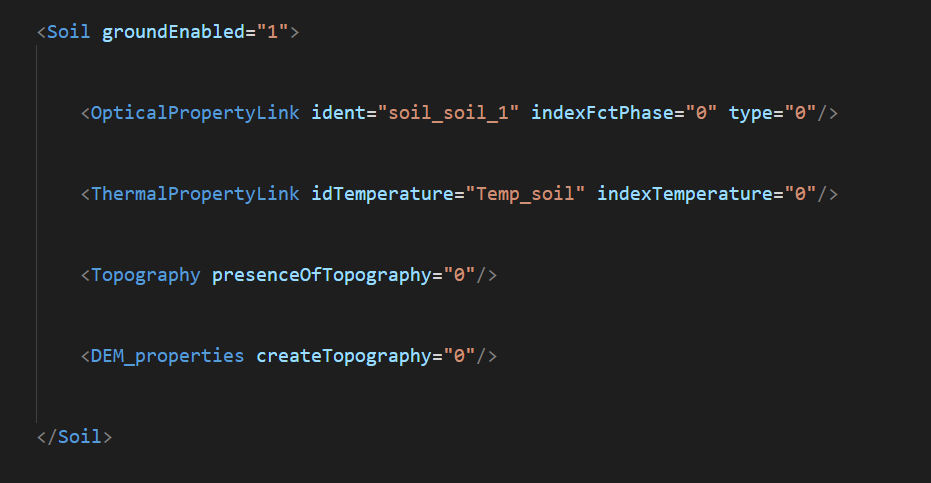 <Soil groundEnabled="1">
<OpticalPropertyLink ident="soil_soil_1" indexFctPhase="0" type="0"/>
<ThermalPropertyLink idTemperature="Temp_soil" indexTemperature="0"/>
<Topography presenceOfTopography="0"/>
<DEM_properties createTopography="0"/>
</Soil>